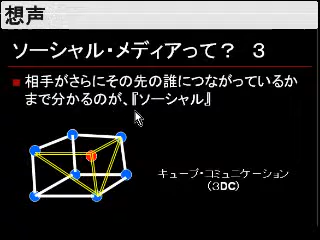 想声
ソーシャル・メディアって？ 3
相手がさらにその先の誰につながっているか
まで分かるのが、『ソーシャル』
キューブ・コミュニケーション
（3DC）